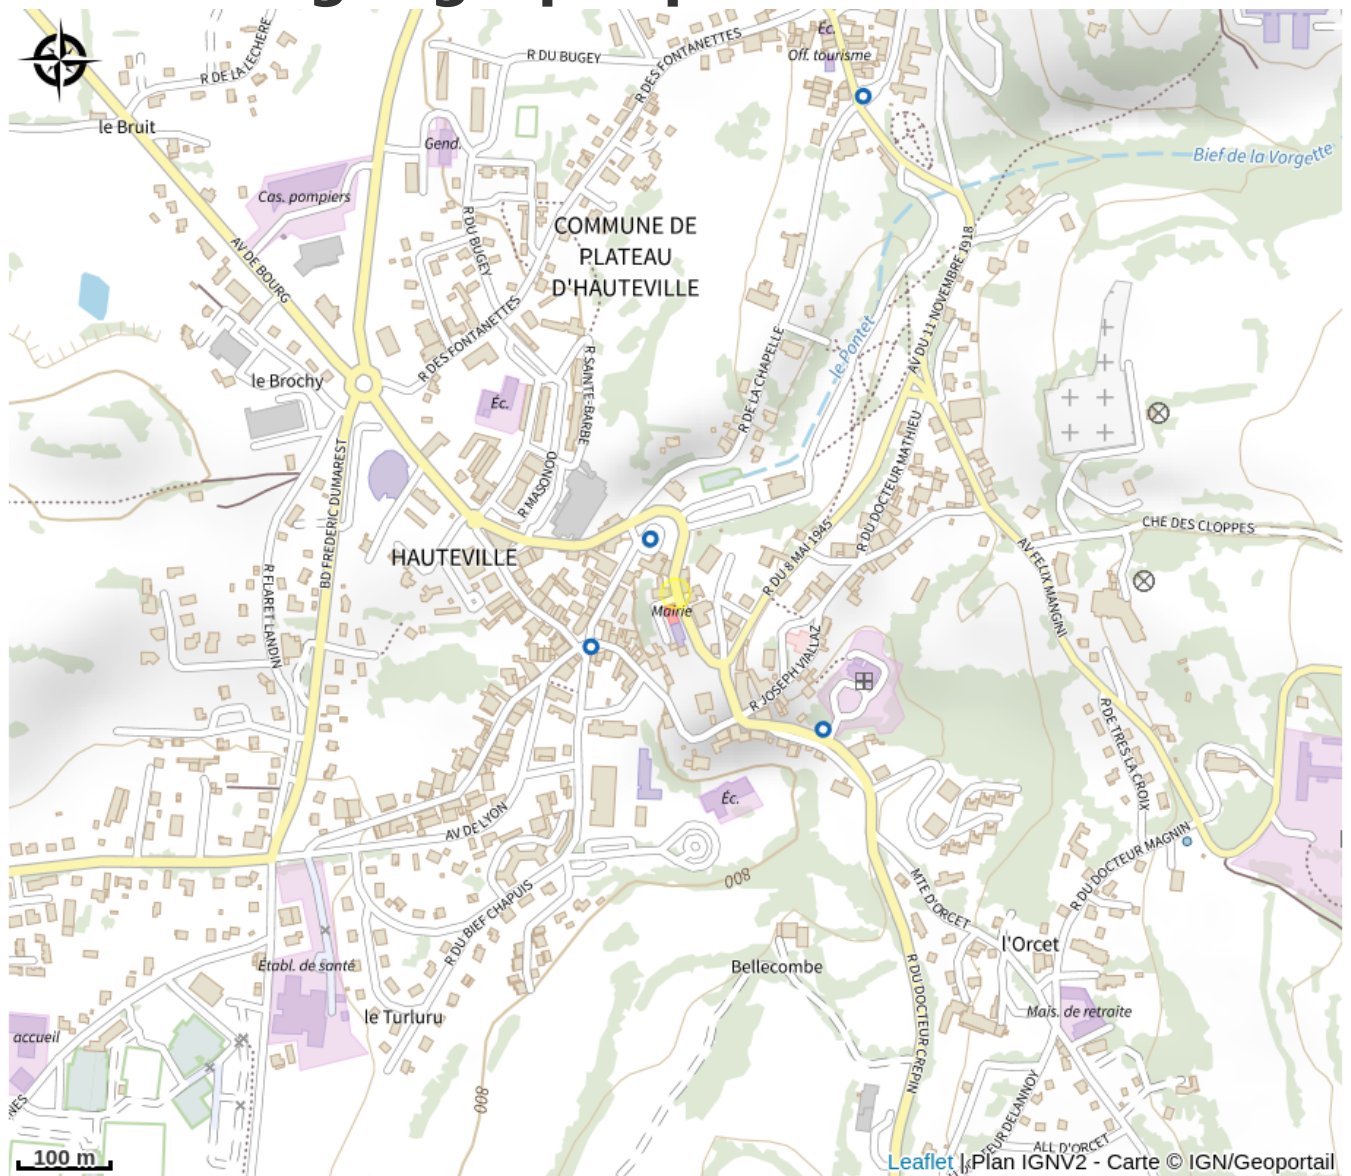 Éc.
Off. tourisme
R DE LA LECHERE
R DU BUGEY
R DES FONTANETTES
le Bruit
Gend.
Bief de la Vorgette
Cas. pompiers
COMMUNE DE
PLATEAU
D'HAUTEVILLE
R DU BUGEY
AV DE BOURG
AV DU 11 NOVEMBRE 1918
R DES FONTANETTES
le Pontet
R DE LA CHAPELLE
R SAINTE-BARBE
le Brochy
Éc.
R DU DOCTEUR MATHIEU
BD FREDERIC DUMAREST
R MASONOD
CHE DES CLOPPES
HAUTEVILLE
R DU 8 MAI 1945
AV FELIX MANGINI
R FLARET LANDIN
Mairie
R JOSEPH VIALLAZ
R DE TRES LA CROIX
Éc.
AV DE LYON
R DU DOCTEUR MAGNIN
800
MTE D'ORCET
R DU BIEF CHAPUIS
l'Orcet
Etabl. de santé
Bellecombe
R DU DOCTEUR CREPIN
le Turluru
Mais. de retraite
accueil
NES
800
ALL D'ORCET
100 m
Leaflet | Plan IGNV2 - Carte © IGN/Geoportail